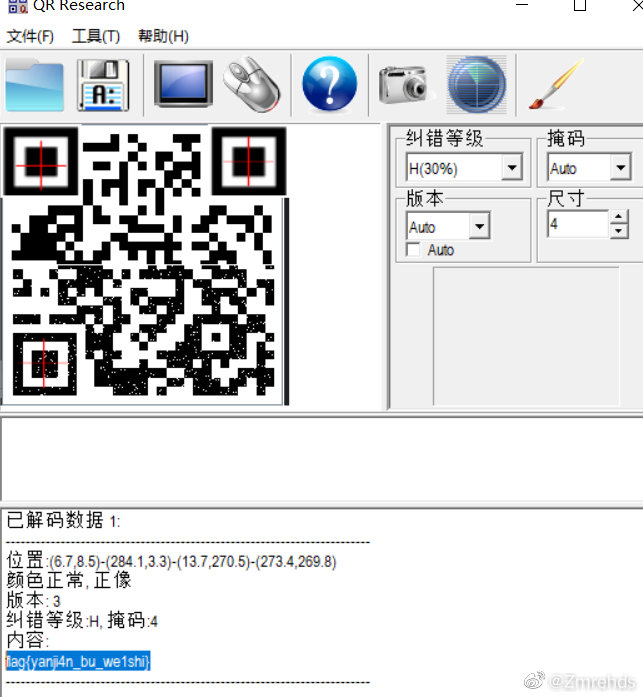 QR Research
文件(F) 工具(T) 帮助(H)
A:
?
纠错等级
掩码
H(30%)
Auto
版本
尺寸
Auto
4
Auto
已解码数据 1:
位置:(6.7,8.5)-(284.1,3.3)-(13.7,270.5)-(273.4,269.8)
颜色正常, 正像
版本: 3
纠错等级:H, 掩码:4
内容:
flag{yanji4n_bu_we1shi}
@Zmrehds